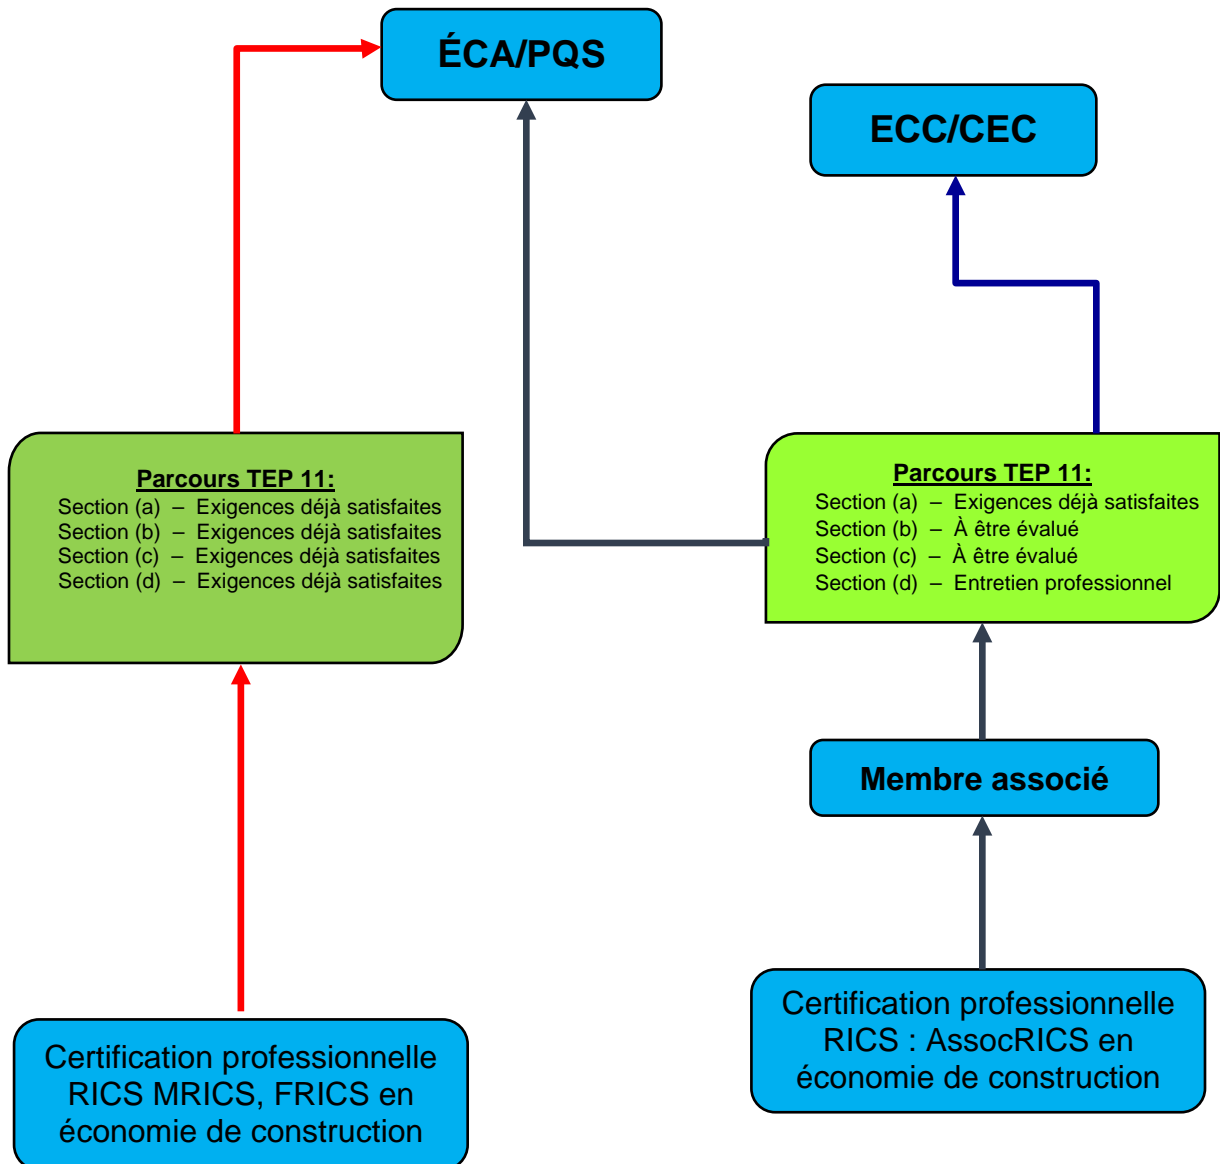 ÉCA/PQS
ECC/CEC
Parcours TEP 11:
Section (a) – Exigences déjà satisfaites
Section (b) – Exigences déjà satisfaites
Section (c) – Exigences déjà satisfaites
Section (d) – Exigences déjà satisfaites
Parcours TEP 11:
Section (a) – Exigences déjà satisfaites
Section (b) – À être évalué
Section (c) – À être évalué
Section (d) – Entretien professionnel
Membre associé
Certification professionnelle
RICS : AssocRICS en
économie de construction
Certification professionnelle
RICS MRICS, FRICS en
économie de construction